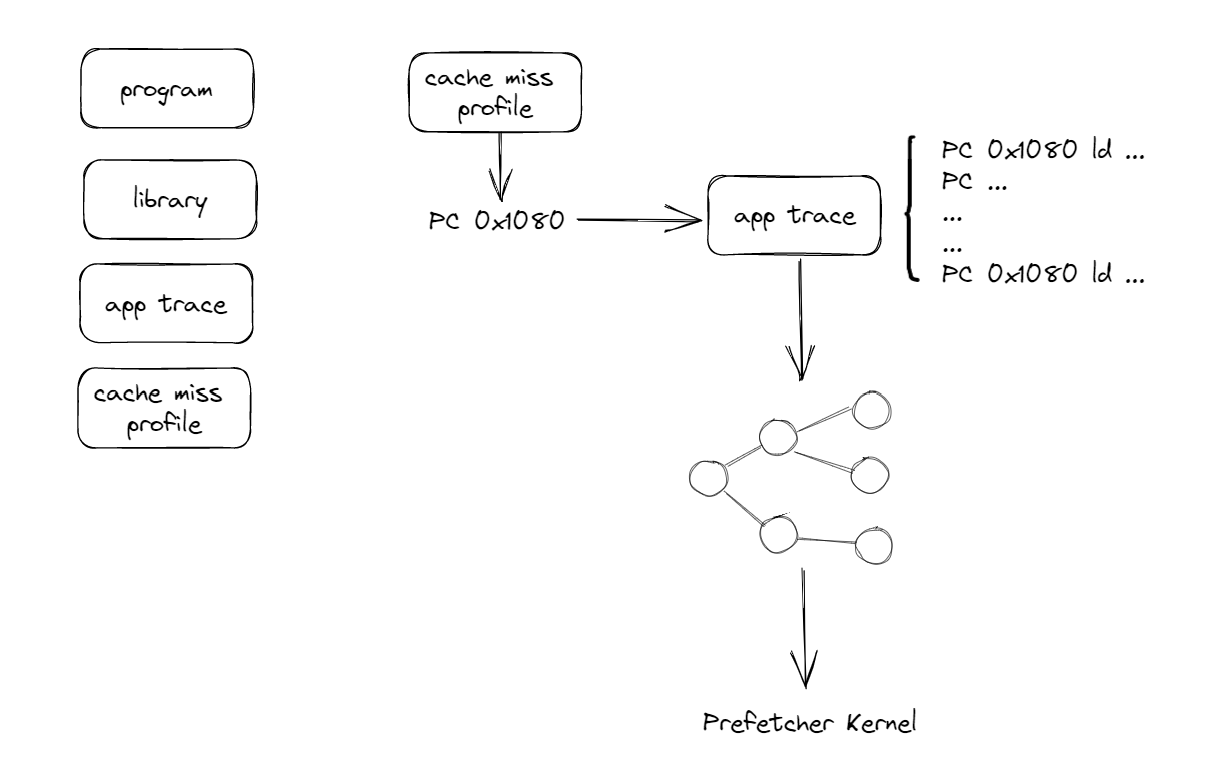 program
library
app trace
cache miss
profile
cache miss
profile
PC 0x1080
app trace
PC 0x1080 ld ...
PC ...
...
...
PC 0x1080 ld ...
Prefetcher Kernel